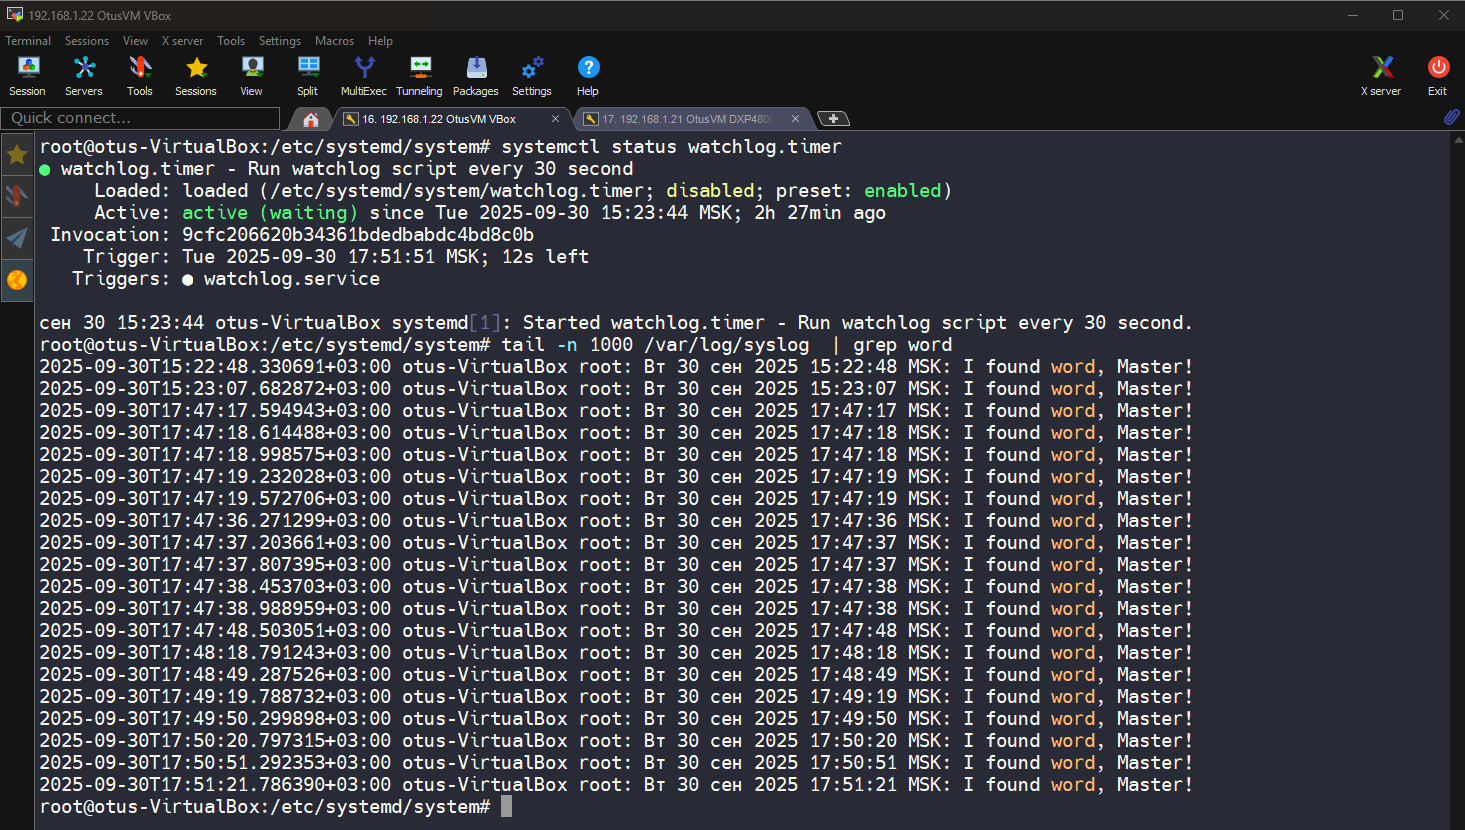 192.168.1.22 OtusVM VBox
Terminal Sessions View X server Tools Settings Macros Help
Session Servers Tools Sessions View Split MultiExec Tunneling Packages Settings Help X server Exit
Quick connect...
16. 192.168.1.22 OtusVM VBox
17. 192.168.1.21 OtusVM DXP480
root@otus-VirtualBox:/etc/systemd/system# systemctl status watchlog.timer
● watchlog.timer - Run watchlog script every 30 second
Loaded: loaded (/etc/systemd/system/watchlog.timer; disabled; preset: enabled)
Active: active (waiting) since Tue 2025-09-30 15:23:44 MSK; 2h 27min ago
Invocation: 9cfc206620b34361bdedbabdc4bd8c0b
Trigger: Tue 2025-09-30 17:51:51 MSK; 12s left
Triggers: ● watchlog.service
сен 30 15:23:44 otus-VirtualBox systemd[1]: Started watchlog.timer - Run watchlog script every 30 second.
root@otus-VirtualBox:/etc/systemd/system# tail -n 1000 /var/log/syslog  | grep word
2025-09-30T15:22:48.330691+03:00 otus-VirtualBox root: Вт 30 сен 2025 15:22:48 MSK: I found word, Master!
2025-09-30T15:23:07.682872+03:00 otus-VirtualBox root: Вт 30 сен 2025 15:23:07 MSK: I found word, Master!
2025-09-30T17:47:17.594943+03:00 otus-VirtualBox root: Вт 30 сен 2025 17:47:17 MSK: I found word, Master!
2025-09-30T17:47:18.614488+03:00 otus-VirtualBox root: Вт 30 сен 2025 17:47:18 MSK: I found word, Master!
2025-09-30T17:47:18.998575+03:00 otus-VirtualBox root: Вт 30 сен 2025 17:47:18 MSK: I found word, Master!
2025-09-30T17:47:19.232028+03:00 otus-VirtualBox root: Вт 30 сен 2025 17:47:19 MSK: I found word, Master!
2025-09-30T17:47:19.572706+03:00 otus-VirtualBox root: Вт 30 сен 2025 17:47:19 MSK: I found word, Master!
2025-09-30T17:47:36.271299+03:00 otus-VirtualBox root: Вт 30 сен 2025 17:47:36 MSK: I found word, Master!
2025-09-30T17:47:37.203661+03:00 otus-VirtualBox root: Вт 30 сен 2025 17:47:37 MSK: I found word, Master!
2025-09-30T17:47:37.807395+03:00 otus-VirtualBox root: Вт 30 сен 2025 17:47:37 MSK: I found word, Master!
2025-09-30T17:47:38.453703+03:00 otus-VirtualBox root: Вт 30 сен 2025 17:47:38 MSK: I found word, Master!
2025-09-30T17:47:38.988959+03:00 otus-VirtualBox root: Вт 30 сен 2025 17:47:38 MSK: I found word, Master!
2025-09-30T17:47:48.503051+03:00 otus-VirtualBox root: Вт 30 сен 2025 17:47:48 MSK: I found word, Master!
2025-09-30T17:48:18.791243+03:00 otus-VirtualBox root: Вт 30 сен 2025 17:48:18 MSK: I found word, Master!
2025-09-30T17:48:49.287526+03:00 otus-VirtualBox root: Вт 30 сен 2025 17:48:49 MSK: I found word, Master!
2025-09-30T17:49:19.788732+03:00 otus-VirtualBox root: Вт 30 сен 2025 17:49:19 MSK: I found word, Master!
2025-09-30T17:49:50.299898+03:00 otus-VirtualBox root: Вт 30 сен 2025 17:49:50 MSK: I found word, Master!
2025-09-30T17:50:20.797315+03:00 otus-VirtualBox root: Вт 30 сен 2025 17:50:20 MSK: I found word, Master!
2025-09-30T17:50:51.292353+03:00 otus-VirtualBox root: Вт 30 сен 2025 17:50:51 MSK: I found word, Master!
2025-09-30T17:51:21.786390+03:00 otus-VirtualBox root: Вт 30 сен 2025 17:51:21 MSK: I found word, Master!
root@otus-VirtualBox:/etc/systemd/system#